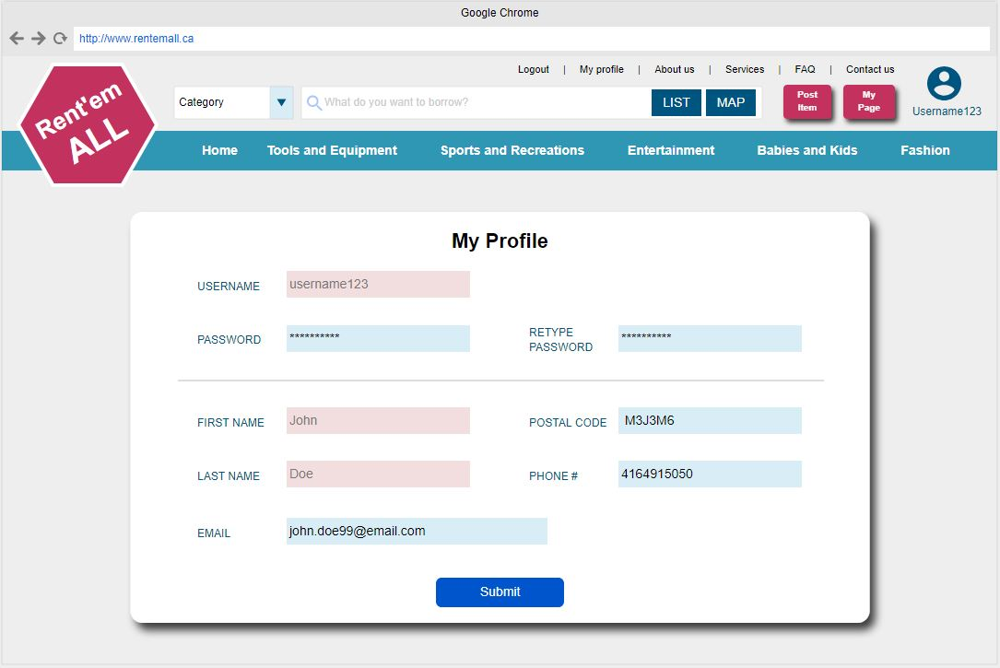 Google Chrome
http://www.rentemall.ca
Logout | My profile | About us | Services | FAQ | Contact us
Rent'em
ALL
Category
What do you want to borrow?
LIST
MAP
Post
Item
My
Page
Username123
Home Tools and Equipment Sports and Recreations Entertainment Babies and Kids Fashion
My Profile
USERNAME username123
PASSWORD **********
RETYPE
PASSWORD **********
FIRST NAME John
POSTAL CODE M3J3M6
LAST NAME Doe
PHONE # 4164915050
EMAIL john.doe99@email.com
Submit